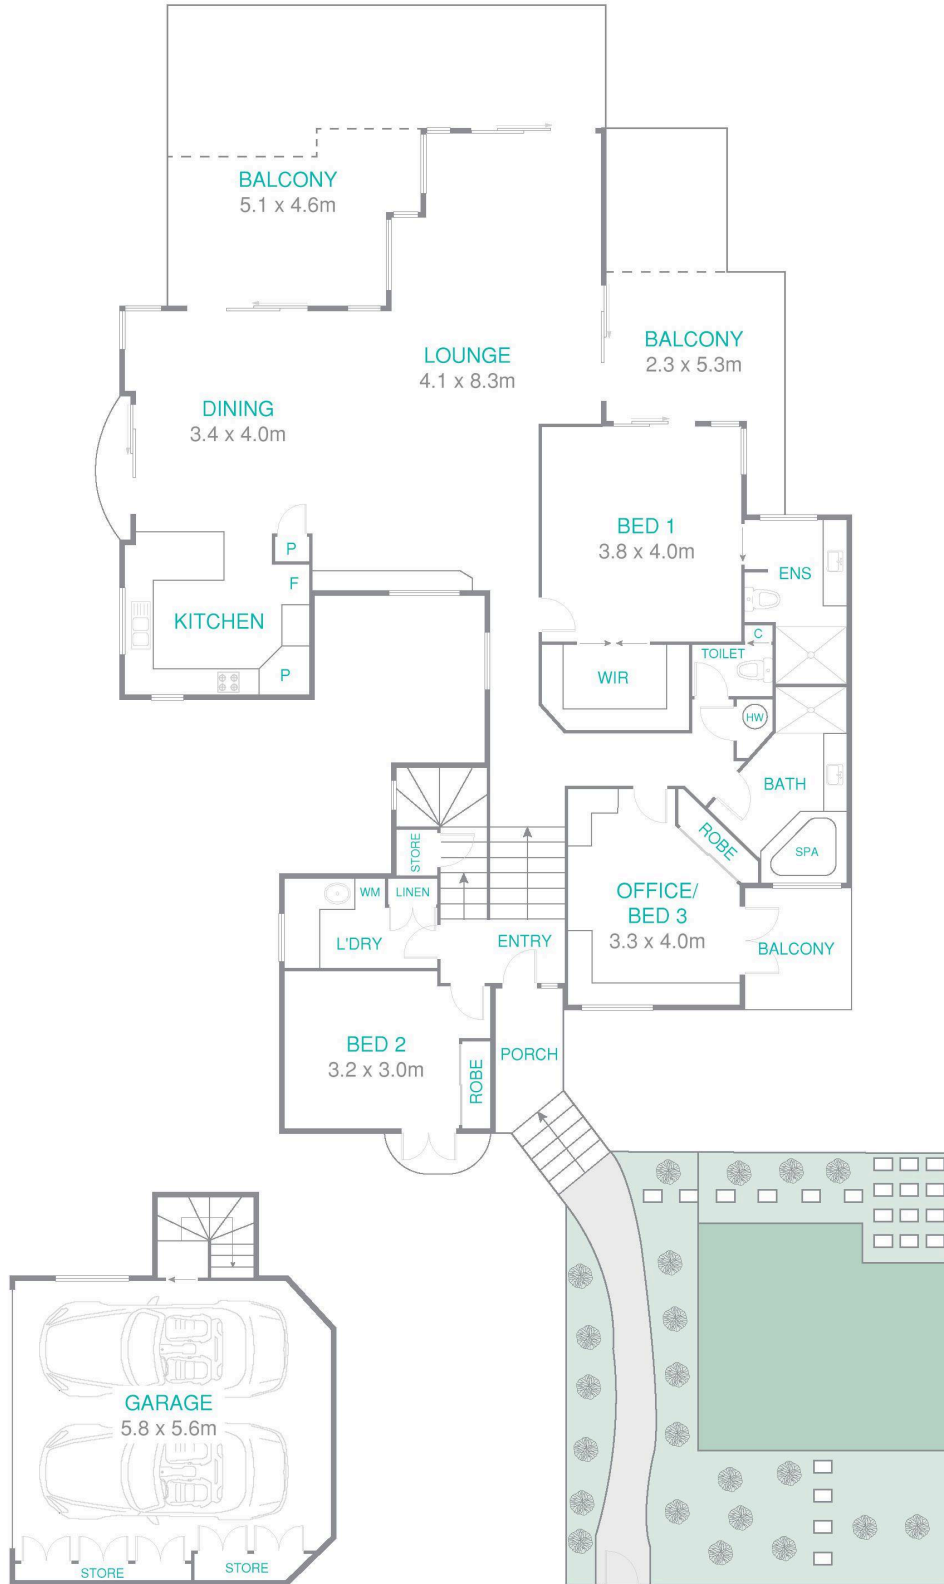 BALCONY
5.1 x 4.6m
LOUNGE
4.1 x 8.3m
BALCONY
2.3 x 5.3m
DINING
3.4 x 4.0m
BED 1
3.8 x 4.0m
P
F
KITCHEN
P
ENS
C
TOILET
WIR
HW
BATH
SPA
ROBE
STORE
WM
LINEN
L'DRY
ENTRY
OFFICE/
BED 3
3.3 x 4.0m
BALCONY
BED 2
3.2 x 3.0m
ROBE
PORCH
GARAGE
5.8 x 5.6m
STORE
STORE